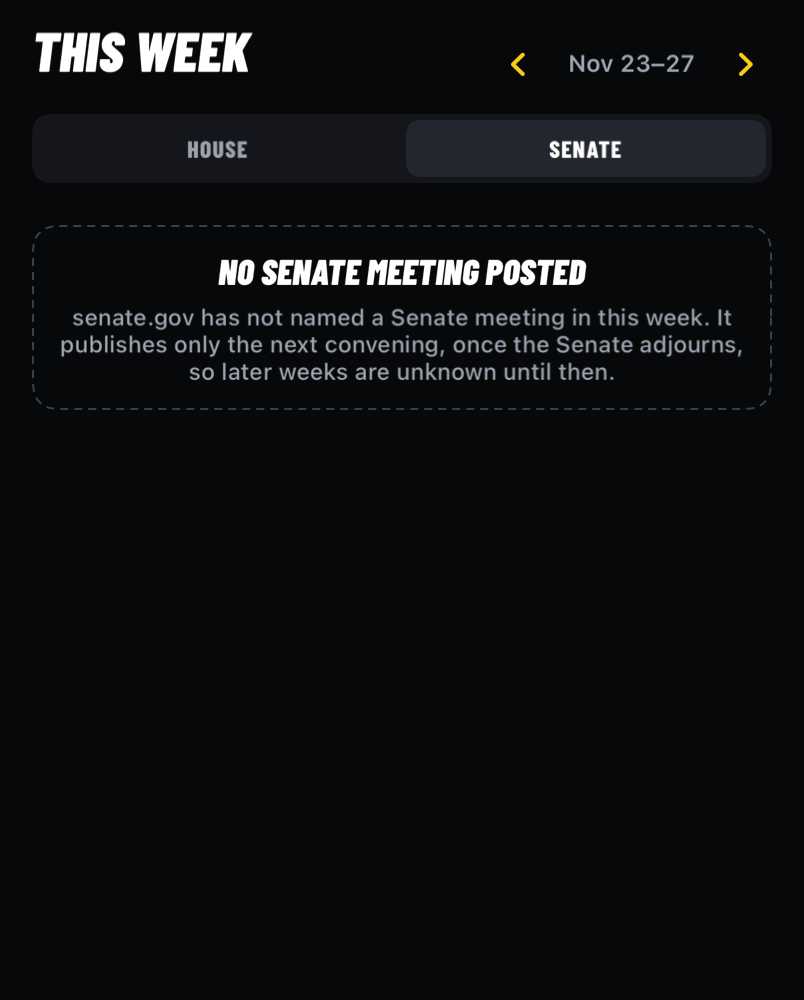 THIS WEEK
Nov 23–27
HOUSE
SENATE
NO SENATE MEETING POSTED
senate.gov has not named a Senate meeting in this week. It
publishes only the next convening, once the Senate adjourns,
so later weeks are unknown until then.